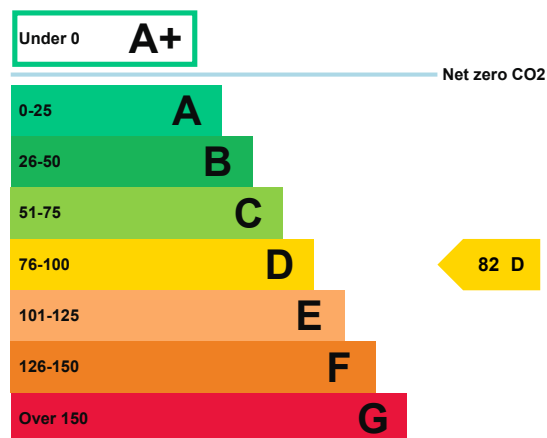 Under 0 A+
Net zero CO2
0-25 A
26-50 B
51-75 C
76-100 D
82 D
101-125 E
126-150 F
Over 150 G